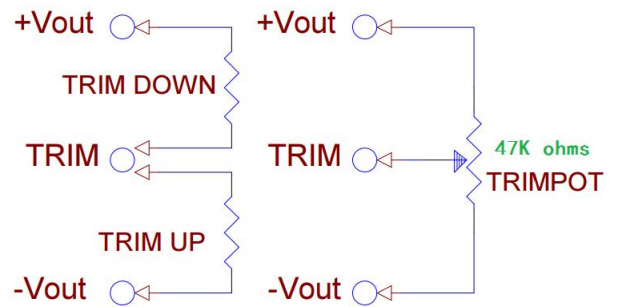 +Vout
+Vout
TRIM DOWN
TRIM
TRIM
47K ohms
TRIMPOT
TRIM UP
-Vout
-Vout